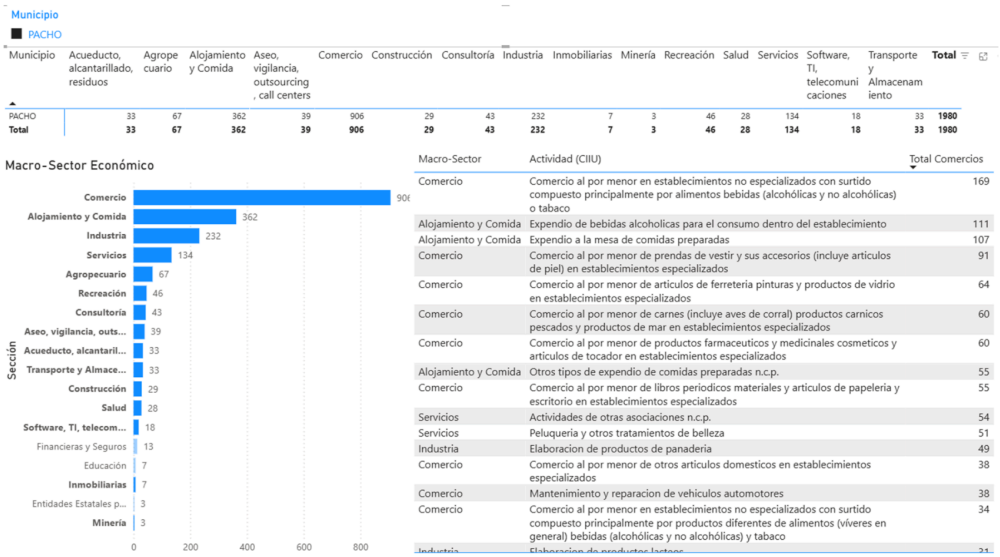 Municipio
PACHO
Municipio Acueducto, Agrope Alojamiento Aseo, Comercio Construcción Consultoría Industria Inmobiliarias Minería Recreación Salud Servicios Software, Transporte Total
alcantarillado, cuario y Comida vigilancia, TI, y
residuos outsourcing telecomuni Almacenam
, call centers caciones iento
PACHO 33 67 362 39 906 29 43 232 7 3 46 28 134 18 33 1980
Total 33 67 362 39 906 29 43 232 7 3 46 28 134 18 33 1980
Macro-Sector Económico
Sección
Comercio 906
Alojamiento y Comida 362
Industria 232
Servicios 134
Agropecuario 67
Recreación 46
Consultoría 43
Aseo, vigilancia, outs... 39
Acueducto, alcantaril... 33
Transporte y Almace... 33
Construcción 29
Salud 28
Software, TI, telecom... 18
Financieras y Seguros 13
Educación 7
Inmobiliarias 7
Entidades Estatales p... 3
Minería 3
0 200 400 600 800
Macro-Sector Actividad (CIIU) Total Comercios
Comercio Comercio al por menor en establecimientos no especializados con surtido 169
compuesto principalmente por alimentos bebidas (alcohólicas y no alcohólicas)
o tabaco
Alojamiento y Comida Expendio de bebidas alcoholicas para el consumo dentro del establecimiento 111
Alojamiento y Comida Expendio a la mesa de comidas preparadas 107
Comercio Comercio al por menor de prendas de vestir y sus accesorios (incluye articulos 91
de piel) en establecimientos especializados
Comercio Comercio al por menor de articulos de ferreteria pinturas y productos de vidrio 64
en establecimientos especializados
Comercio Comercio al por menor de carnes (incluye aves de corral) productos carnicos 60
pescados y productos de mar en establecimientos especializados
Comercio Comercio al por menor de productos farmaceuticos y medicinales cosmeticos y 60
articulos de tocador en establecimientos especializados
Alojamiento y Comida Otros tipos de expendio de comidas preparadas n.c.p. 55
Comercio Comercio al por menor de libros periodicos materiales y articulos de papeleria y 55
escritorio en establecimientos especializados
Servicios Actividades de otras asociaciones n.c.p. 54
Servicios Peluqueria y otros tratamientos de belleza 51
Industria Elaboracion de productos de panaderia 49
Comercio Comercio al por menor de otros articulos domesticos en establecimientos 38
especializados
Comercio Mantenimiento y reparacion de vehiculos automotores 38
Comercio Comercio al por menor en establecimientos no especializados con surtido 34
compuesto principalmente por productos diferentes de alimentos (víveres en
general) bebidas (alcohólicas y no alcohólicas) y tabaco
Industria Elaboracion de productos lacteos 31